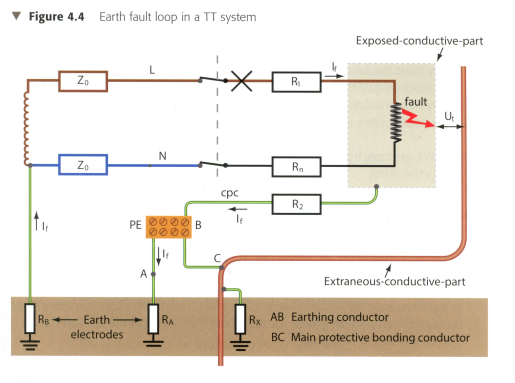 ▼ Figure 4.4 Earth fault loop in a TT system
Exposed-conductive-part
L
If
Z0
R1
fault
Ut
N
Z0
Rn
cpc
If
R2
PE
B
If
If
C
A
Extraneous-conductive-part
RB
Earth
electrodes
RA
RX
AB Earthing conductor
BC Main protective bonding conductor